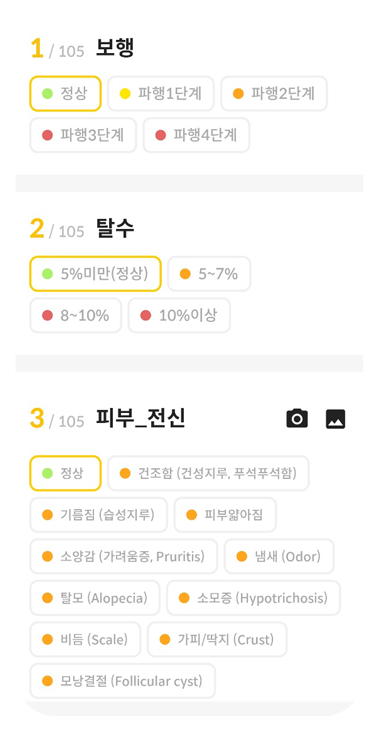 1 / 105 보행
정상 파행1단계 파행2단계
파행3단계 파행4단계
2 / 105 탈수
5%미만(정상) 5~7%
8~10% 10%이상
3 / 105 피부_전신
정상 건조함 (건성지루, 푸석푸석함)
기름짐 (습성지루) 피부얇아짐
소양감 (가려움증, Pruritis) 냄새 (Odor)
탈모 (Alopecia) 소모증 (Hypotrichosis)
비듬 (Scale) 가피/딱지 (Crust)
모낭결절 (Follicular cyst)